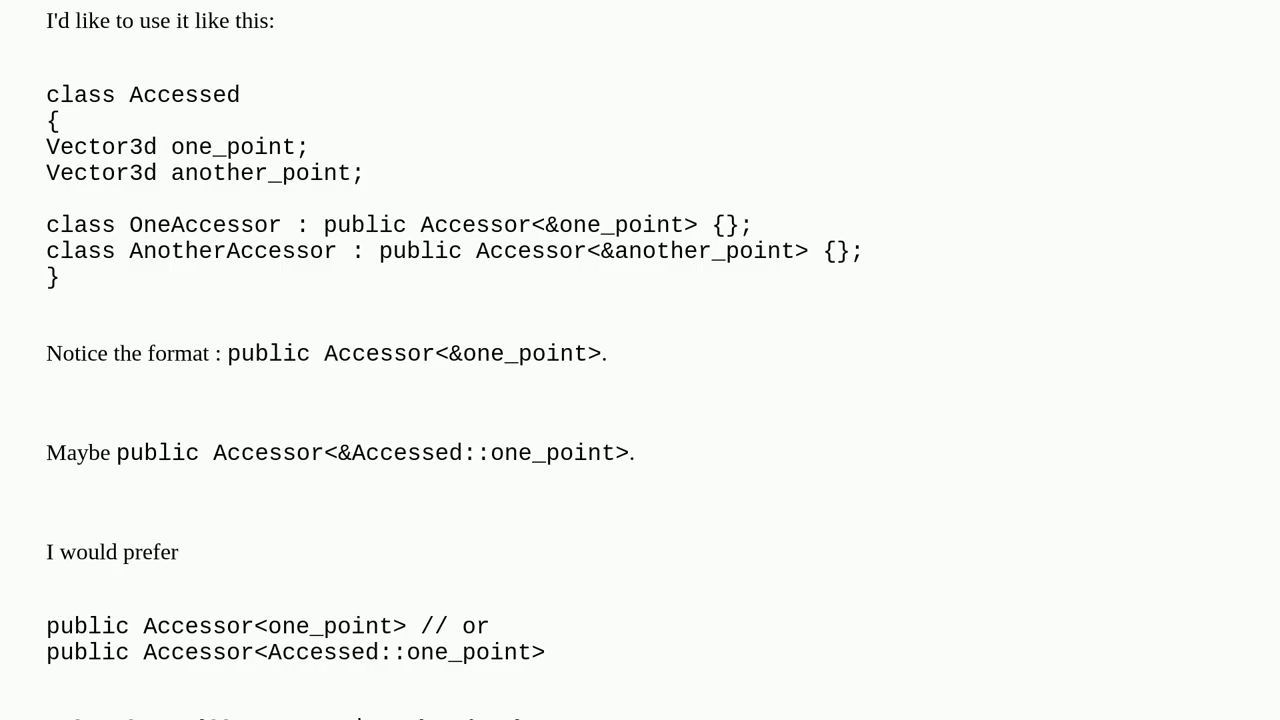 I'd like to use it like this:
class Accessed
{
Vector3d one_point;
Vector3d another_point;
class OneAccessor : public Accessor<&one_point> {};
class AnotherAccessor : public Accessor<&another_point> {};
}
Notice the format : public Accessor<&one_point>.
Maybe public Accessor<&Accessed::one_point>.
I would prefer
public Accessor<one_point> // or
public Accessor<Accessed::one_point>